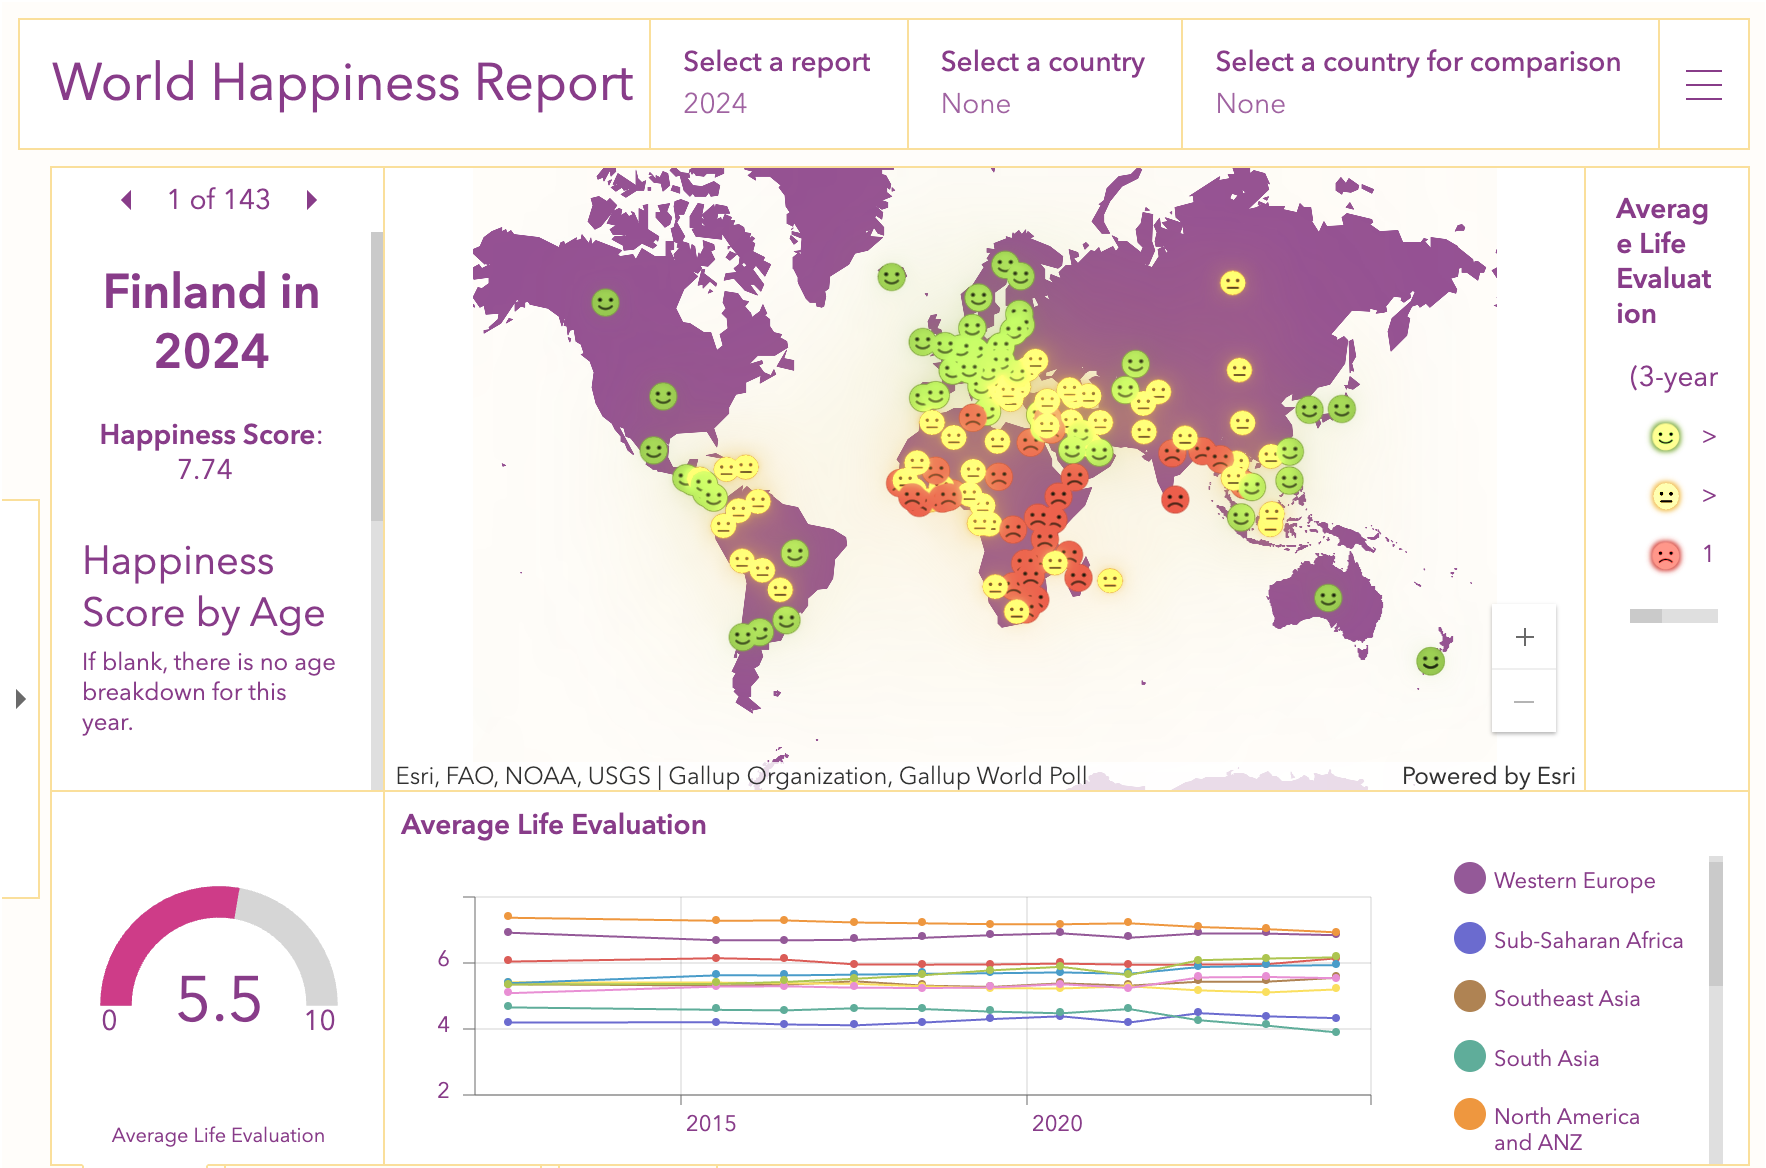 World Happiness Report
Select a report
2024
Select a country
None
Select a country for comparison
None
1 of 143
Finland in
2024
Happiness Score:
7.74
Happiness
Score by Age
If blank, there is no age
breakdown for this
year.
Esri, FAO, NOAA, USGS | Gallup Organization, Gallup World Poll
Powered by Esri
Averag
e Life
Evaluat
ion
(3-year
>
>
1
5.5
0
10
Average Life Evaluation
Average Life Evaluation
6
4
2
2015
2020
Western Europe
Sub-Saharan Africa
Southeast Asia
South Asia
North America
and ANZ